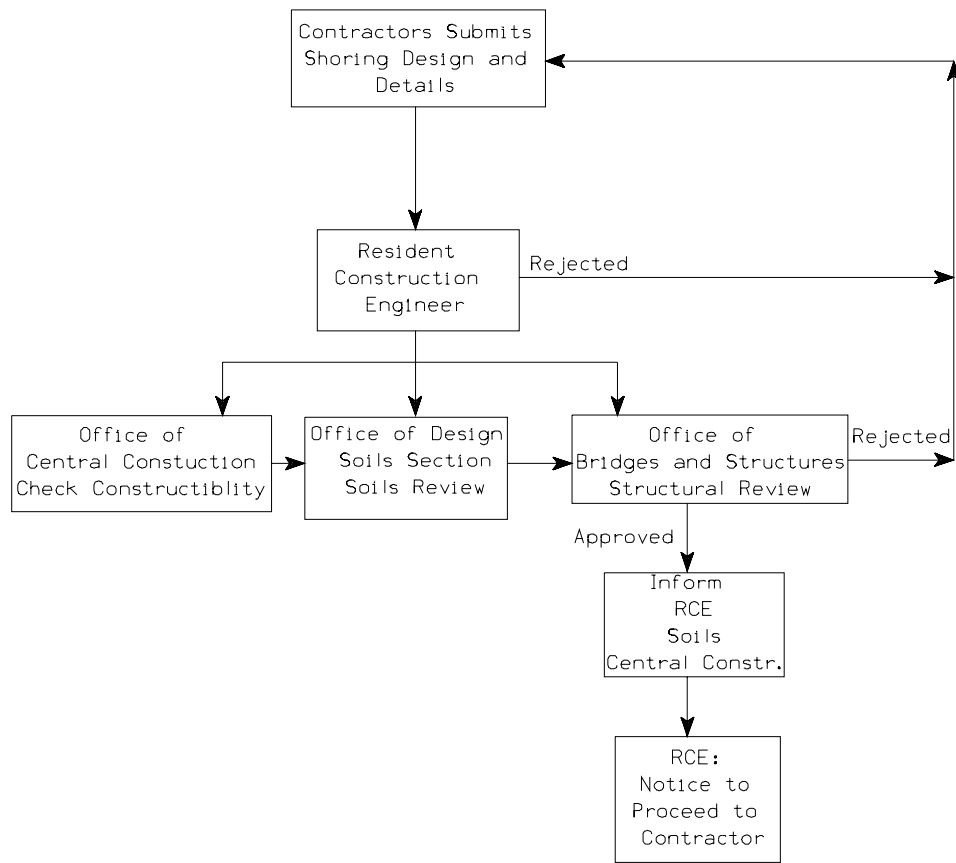 Contractors Submits
Shoring Design and
Details
Resident
Construction
Engineer
Rejected
Office of
Central Constuction
Check Constructiblity
Office of Design
Soils Section
Soils Review
Office of
Bridges and Structures
Structural Review
Rejected
Approved
Inform
RCE
Soils
Central Constr.
RCE:
Notice to
Proceed to
Contractor